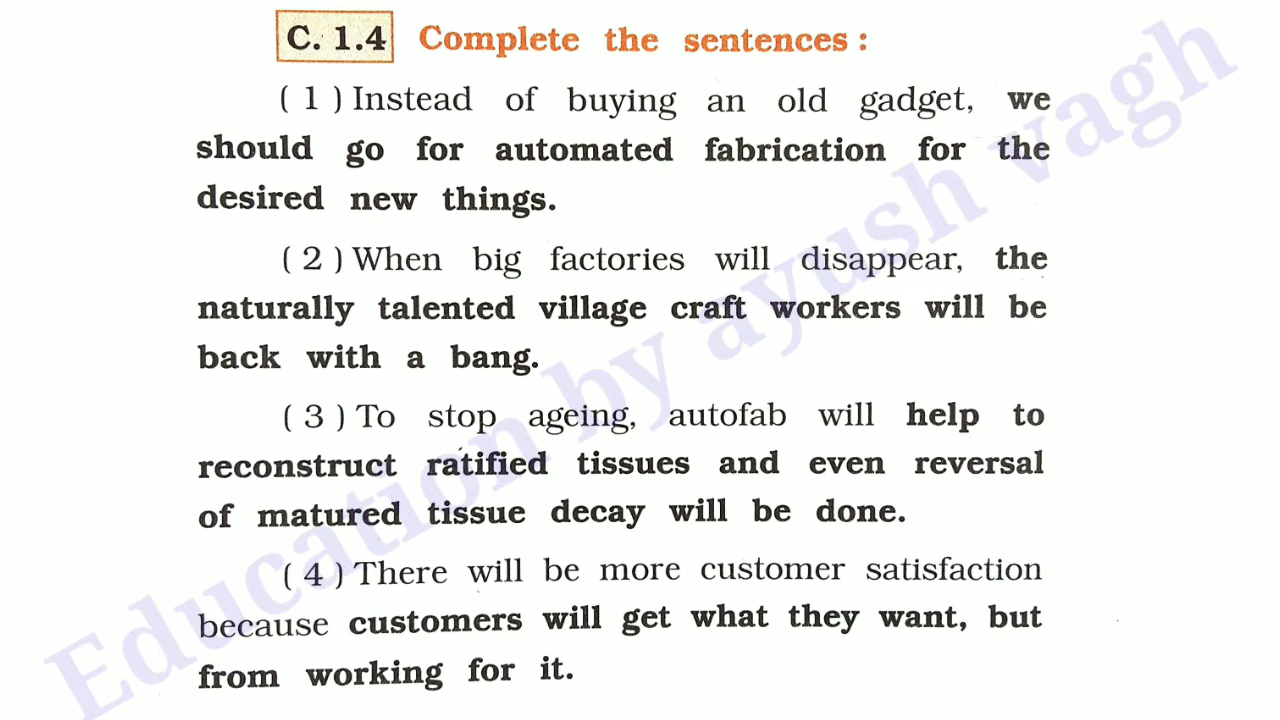 C. 1.4 Complete the sentences :
( 1 ) Instead of buying an old gadget, we
should go for automated fabrication for the
desired new things.
( 2 ) When big factories will disappear, the
naturally talented village craft workers will be
back with a bang.
( 3 ) To stop ageing, autofab will help to
reconstruct ratified tissues and even reversal
of matured tissue decay will be done.
( 4 ) There will be more customer satisfaction
because customers will get what they want, but
from working for it.
Education by ayush vagh